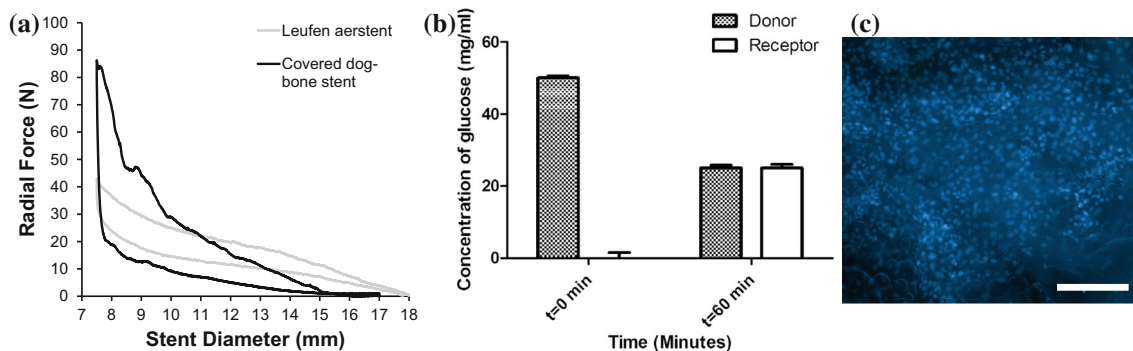 (a)
100
90
80
70
60
50
40
30
20
10
0
Radial Force (N)
7 8 9 10 11 12 13 14 15 16 17 18
Stent Diameter (mm)
Leufen aerstent
Covered dog-
bone stent
(b)
Donor
Receptor
60
40
20
0
Concentration of glucose (mg/ml)
t=0 min
t=60 min
Time (Minutes)
(c)